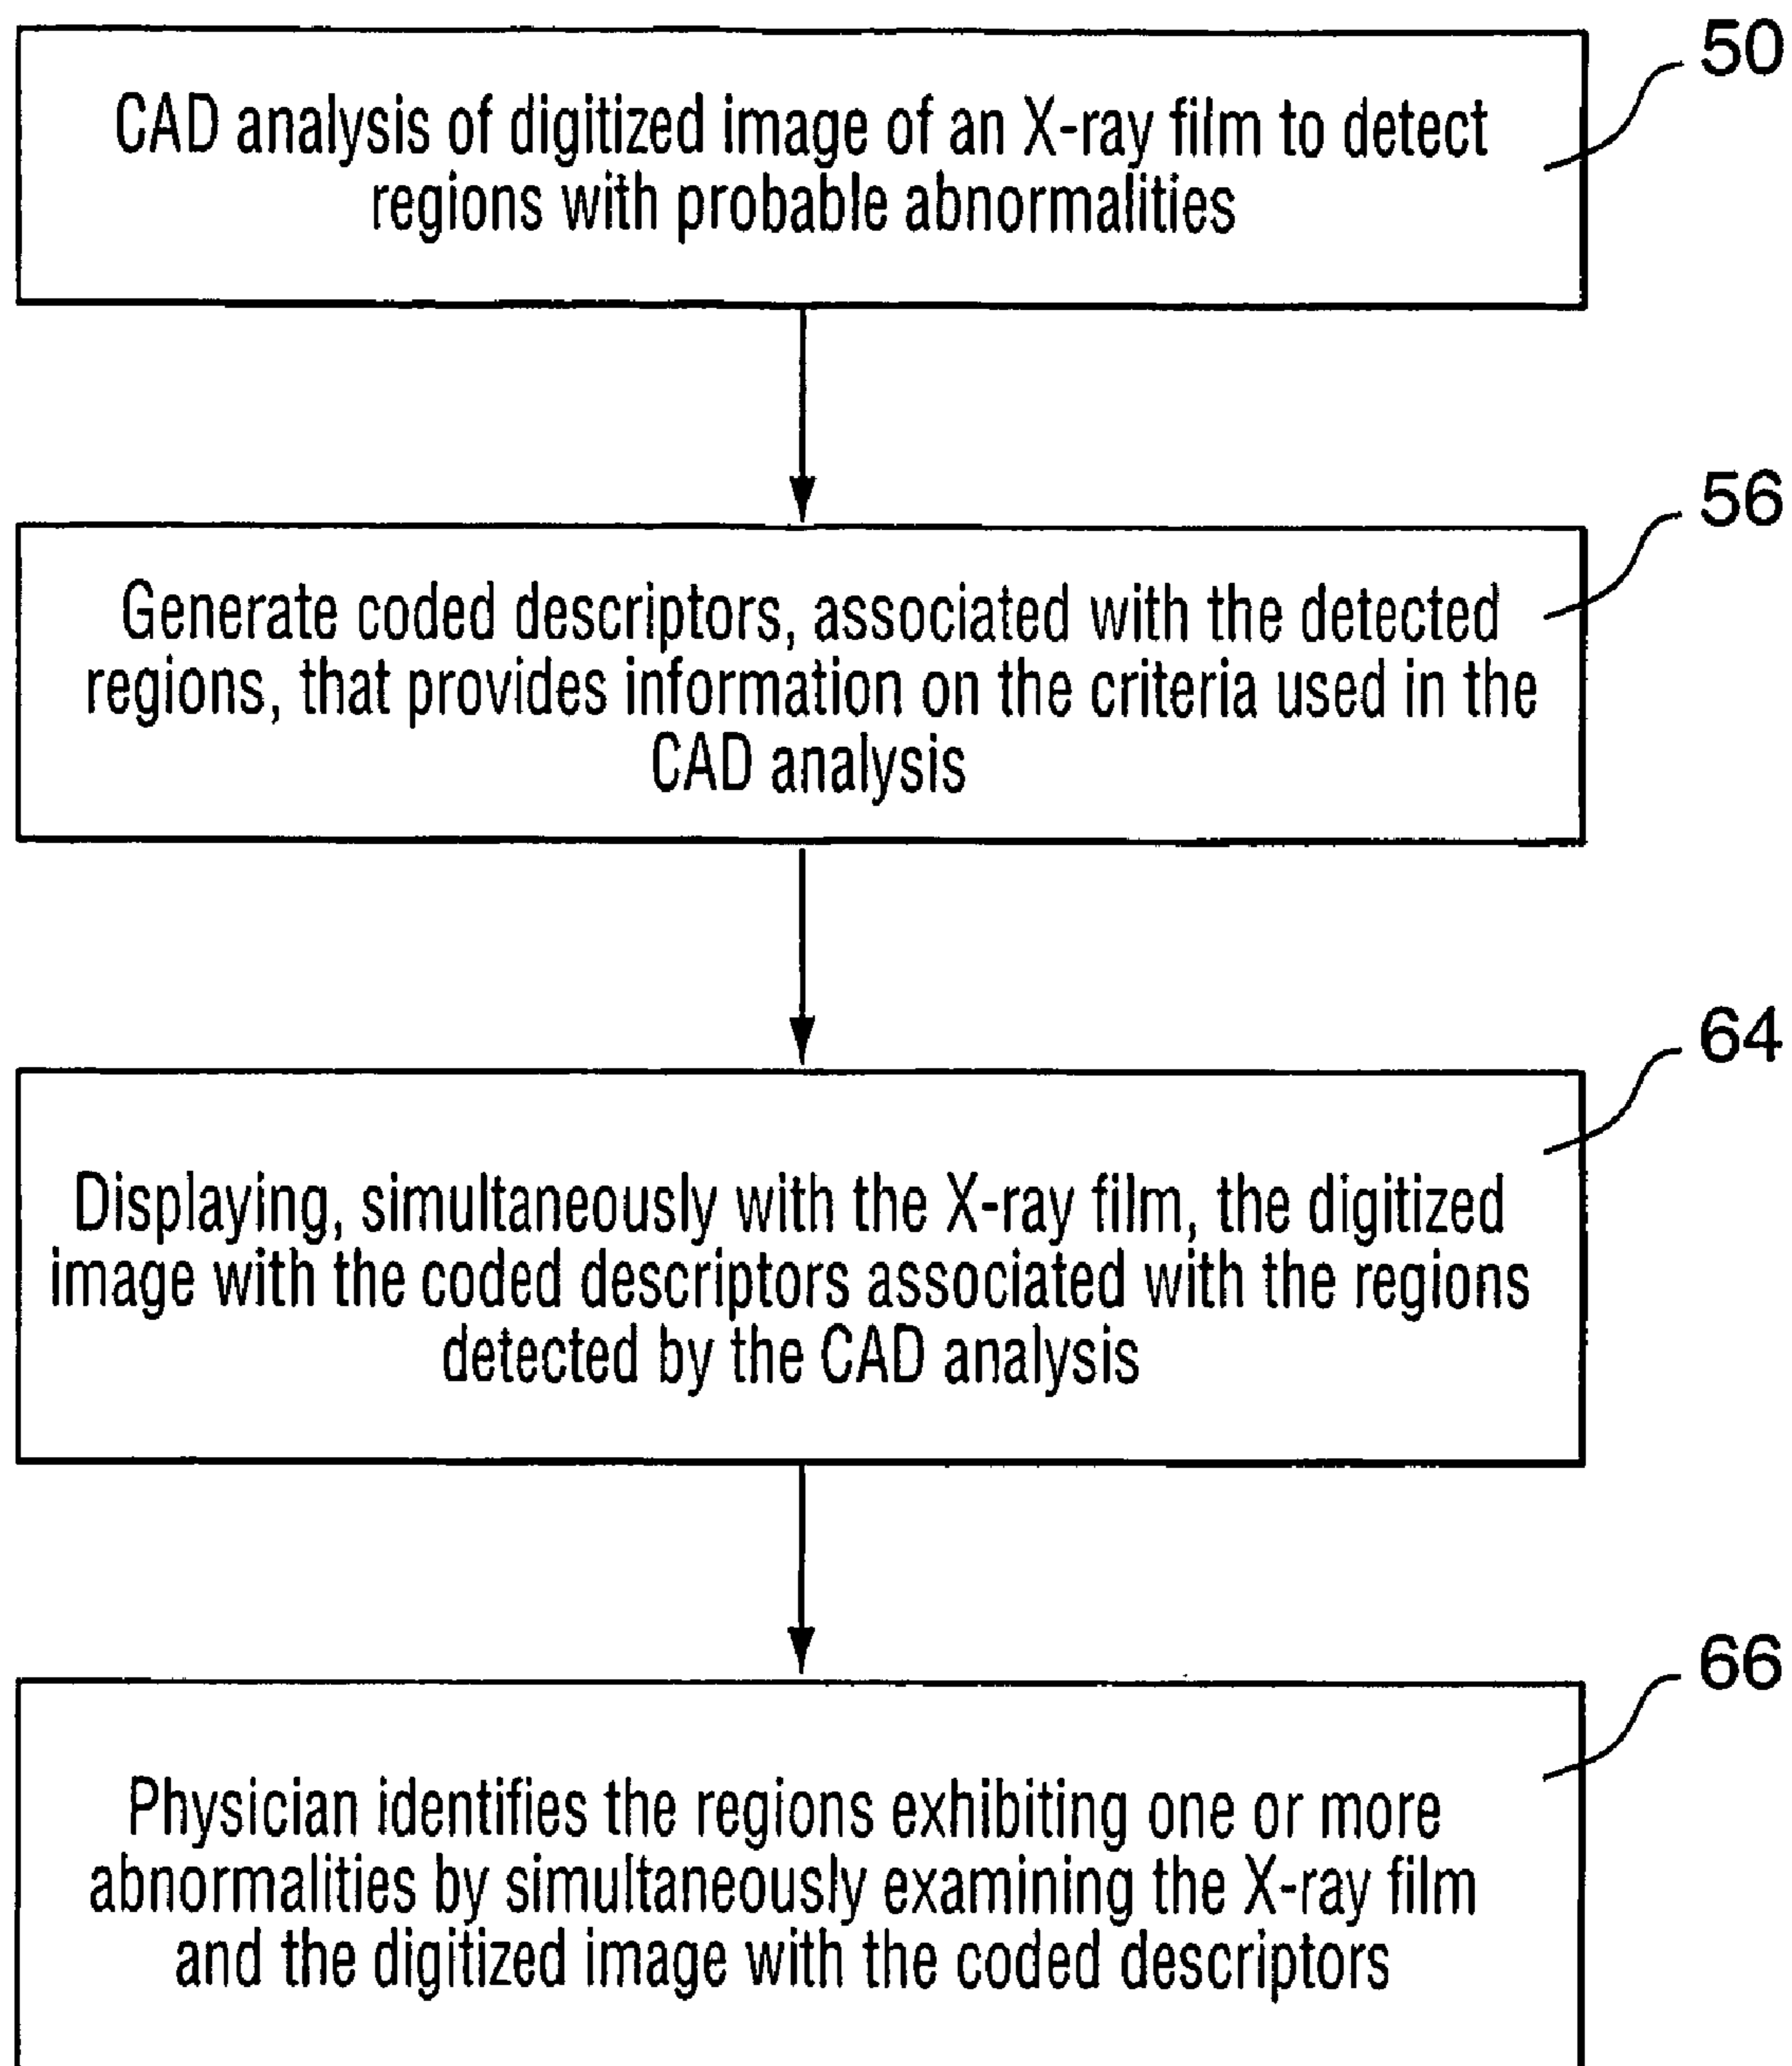 50
CAD analysis of digitized image of an X-ray film to detect
regions with probable abnormalities
56
Generate coded descriptors, associated with the detected
regions, that provides information on the criteria used in the
CAD analysis
64
Displaying, simultaneously with the X-ray film, the digitized
image with the coded descriptors associated with the regions
detected by the CAD analysis
66
Physician identifies the regions exhibiting one or more
abnormalities by simultaneously examining the X-ray film
and the digitized image with the coded descriptors